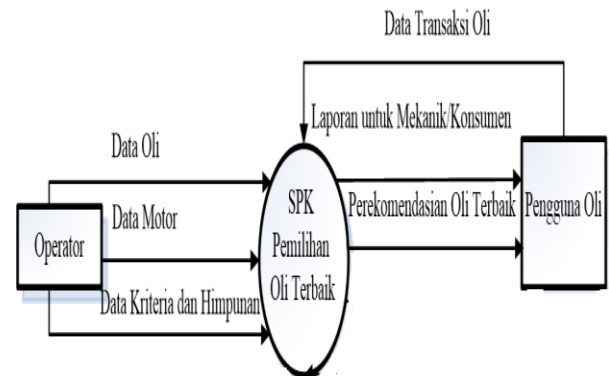 Data Transaksi Oli
Laporan untuk Mekanik/Konsumen
Data Oli
SPK
Pemilihan
Oli Terbaik
Perekomendasian Oli Terbaik
Pengguna Oli
Data Motor
Operator
Data Kriteria dan Himpunan